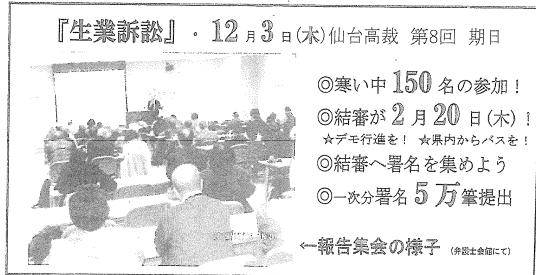 『生業訴訟』・12月3日(木)仙台高裁 第8回 期日
◎寒い中150名の参加！
◎結審が2月20日(木)！
☆デモ行進を！ ☆県内からバスを！
◎結審へ署名を集めよう
◎一次分署名5万筆提出
←報告集会の様子 (弁護士会館にて)